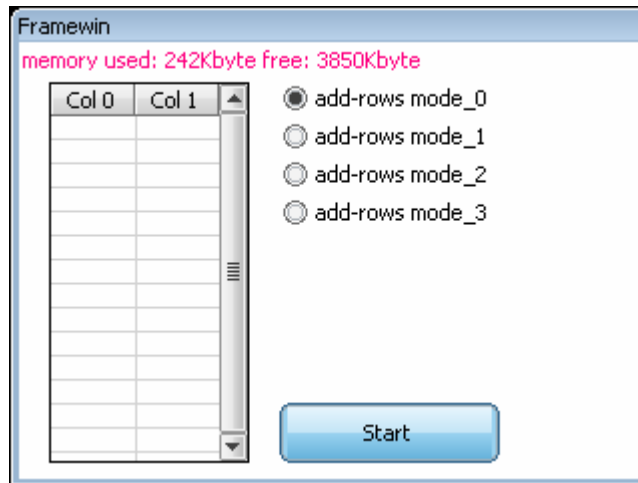 Framewin
memory used: 242Kbyte free: 3850Kbyte
Col 0 Col 1
add-rows mode_0
add-rows mode_1
add-rows mode_2
add-rows mode_3
Start